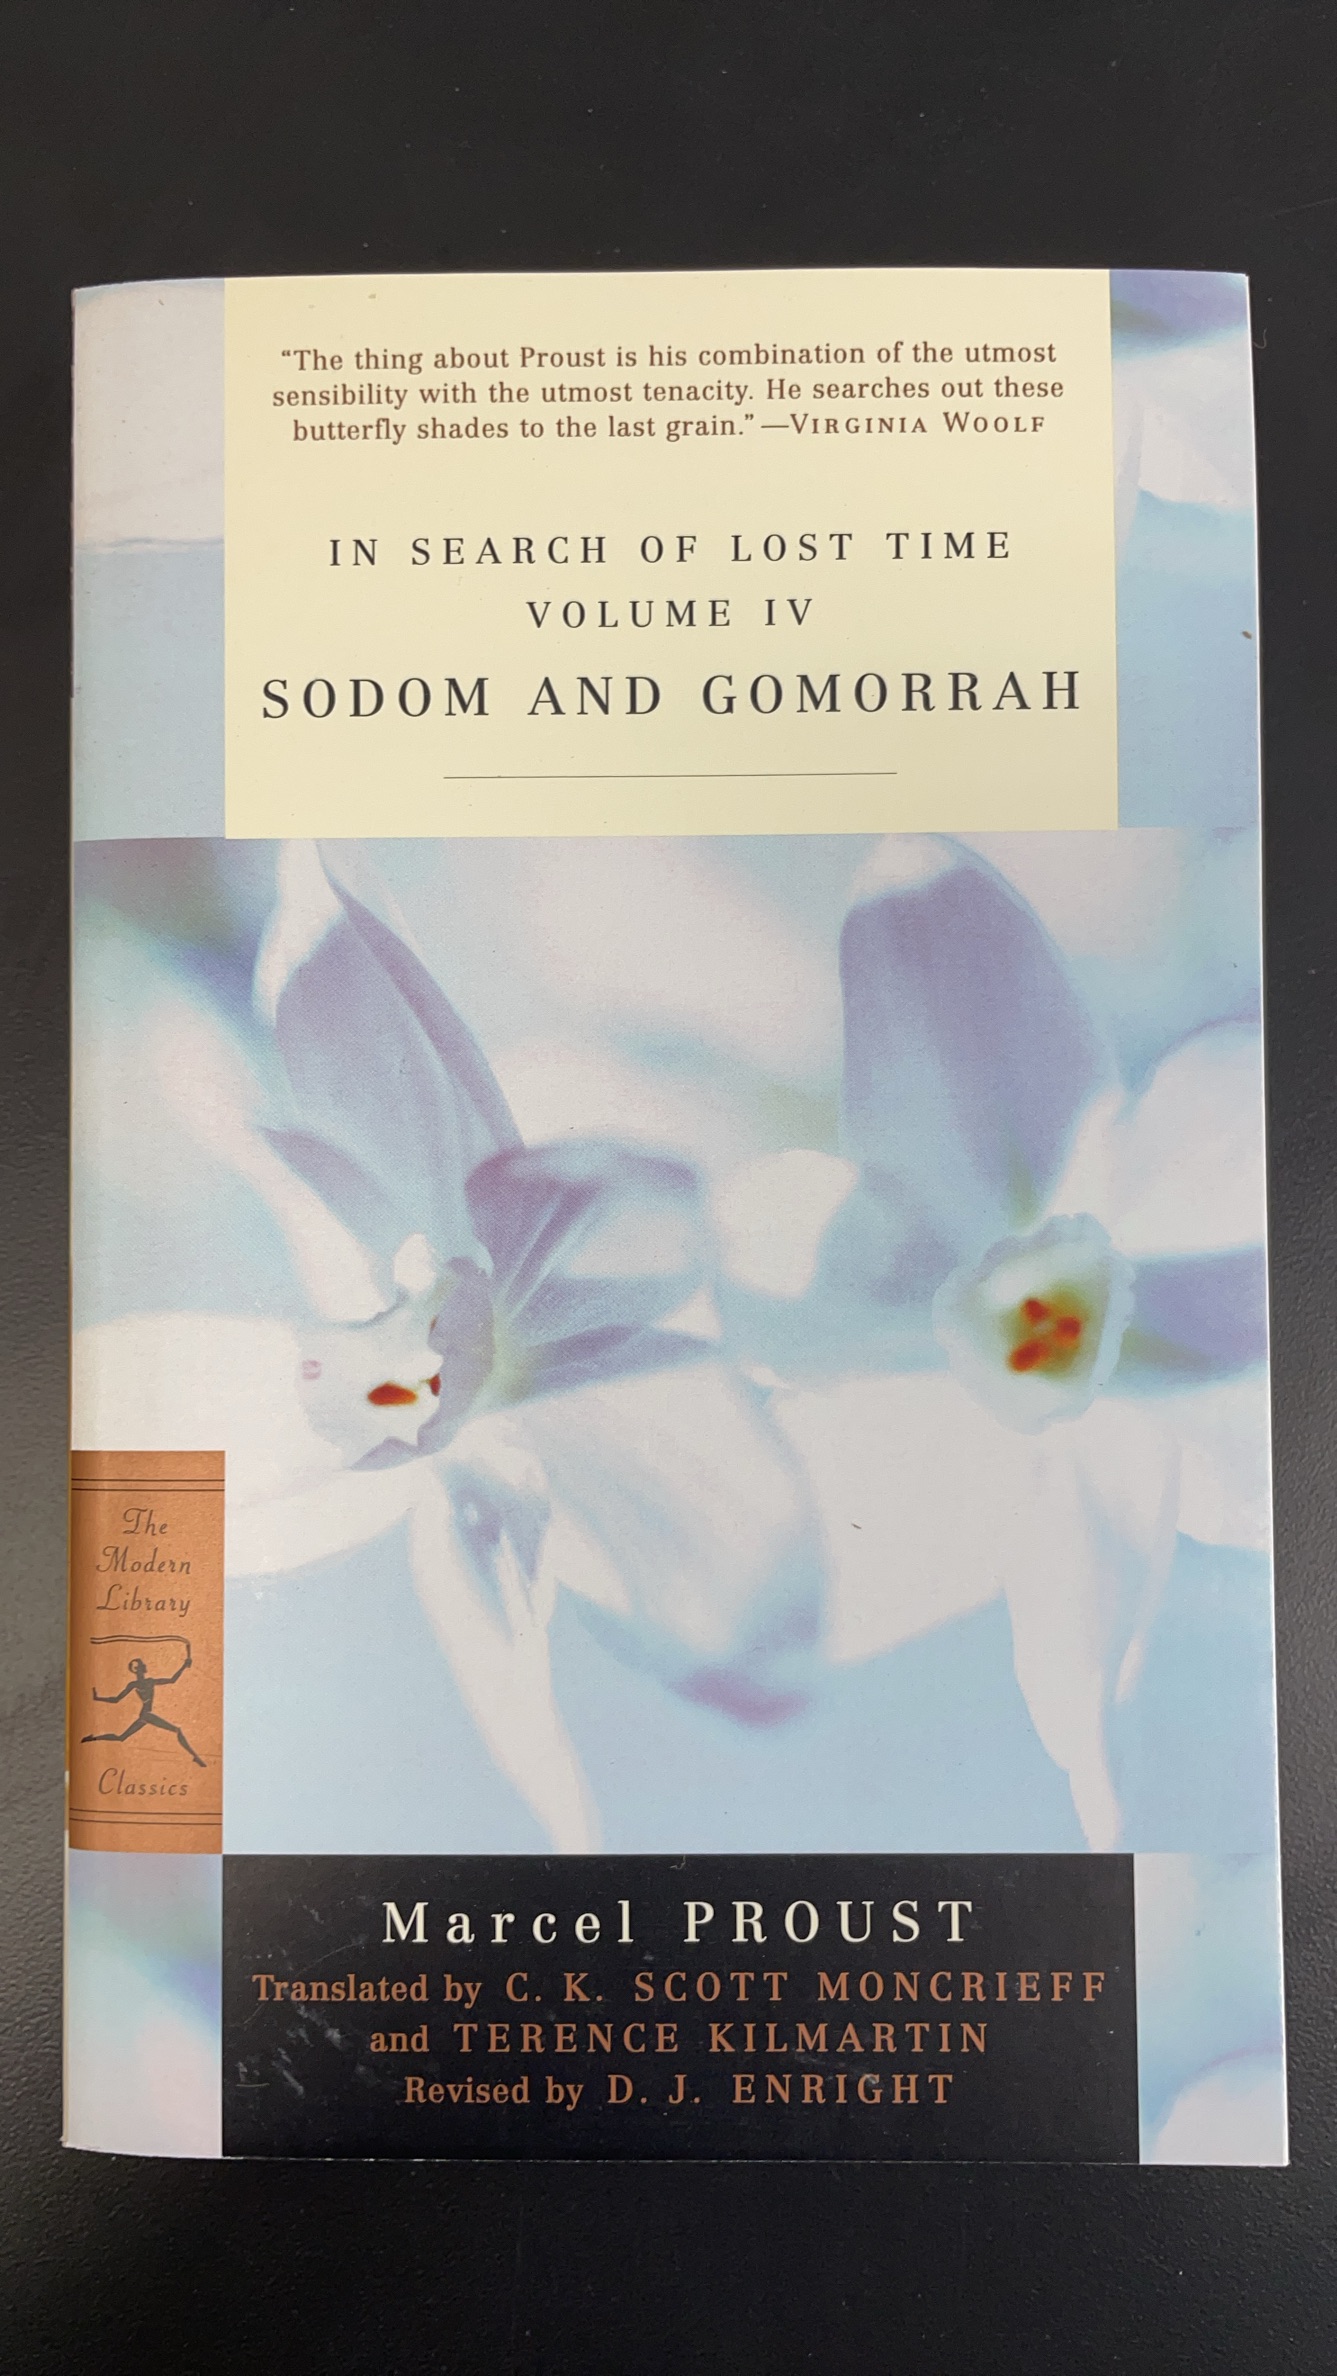 “The thing about Proust is his combination of the utmost
sensibility with the utmost tenacity. He searches out these
butterfly shades to the last grain.” —VIRGINIA WOOLF
IN SEARCH OF LOST TIME
VOLUME IV
SODOM AND GOMORRAH
The
Modern
Library
Classics
Marcel PROUST
Translated by C. K. SCOTT MONCRIEFF
and TERENCE KILMARTIN
Revised by D. J. ENRIGHT